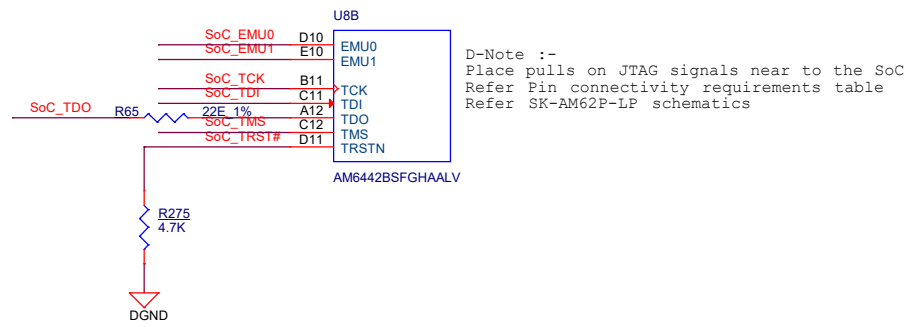 U8B
SoC_EMU0 D10 EMU0
SoC_EMU1 E10 EMU1
SoC_TCK B11 TCK
SoC_TDI C11 TDI
SoC_TDO R65 22E_1% A12 TDO
SoC_TMS C12 TMS
SoC_TRST# D11 TRSTN
AM6442BSFGHAALV
D-Note :-
Place pulls on JTAG signals near to the SoC
Refer Pin connectivity requirements table
Refer SK-AM62P-LP schematics
R275
4.7K
DGND